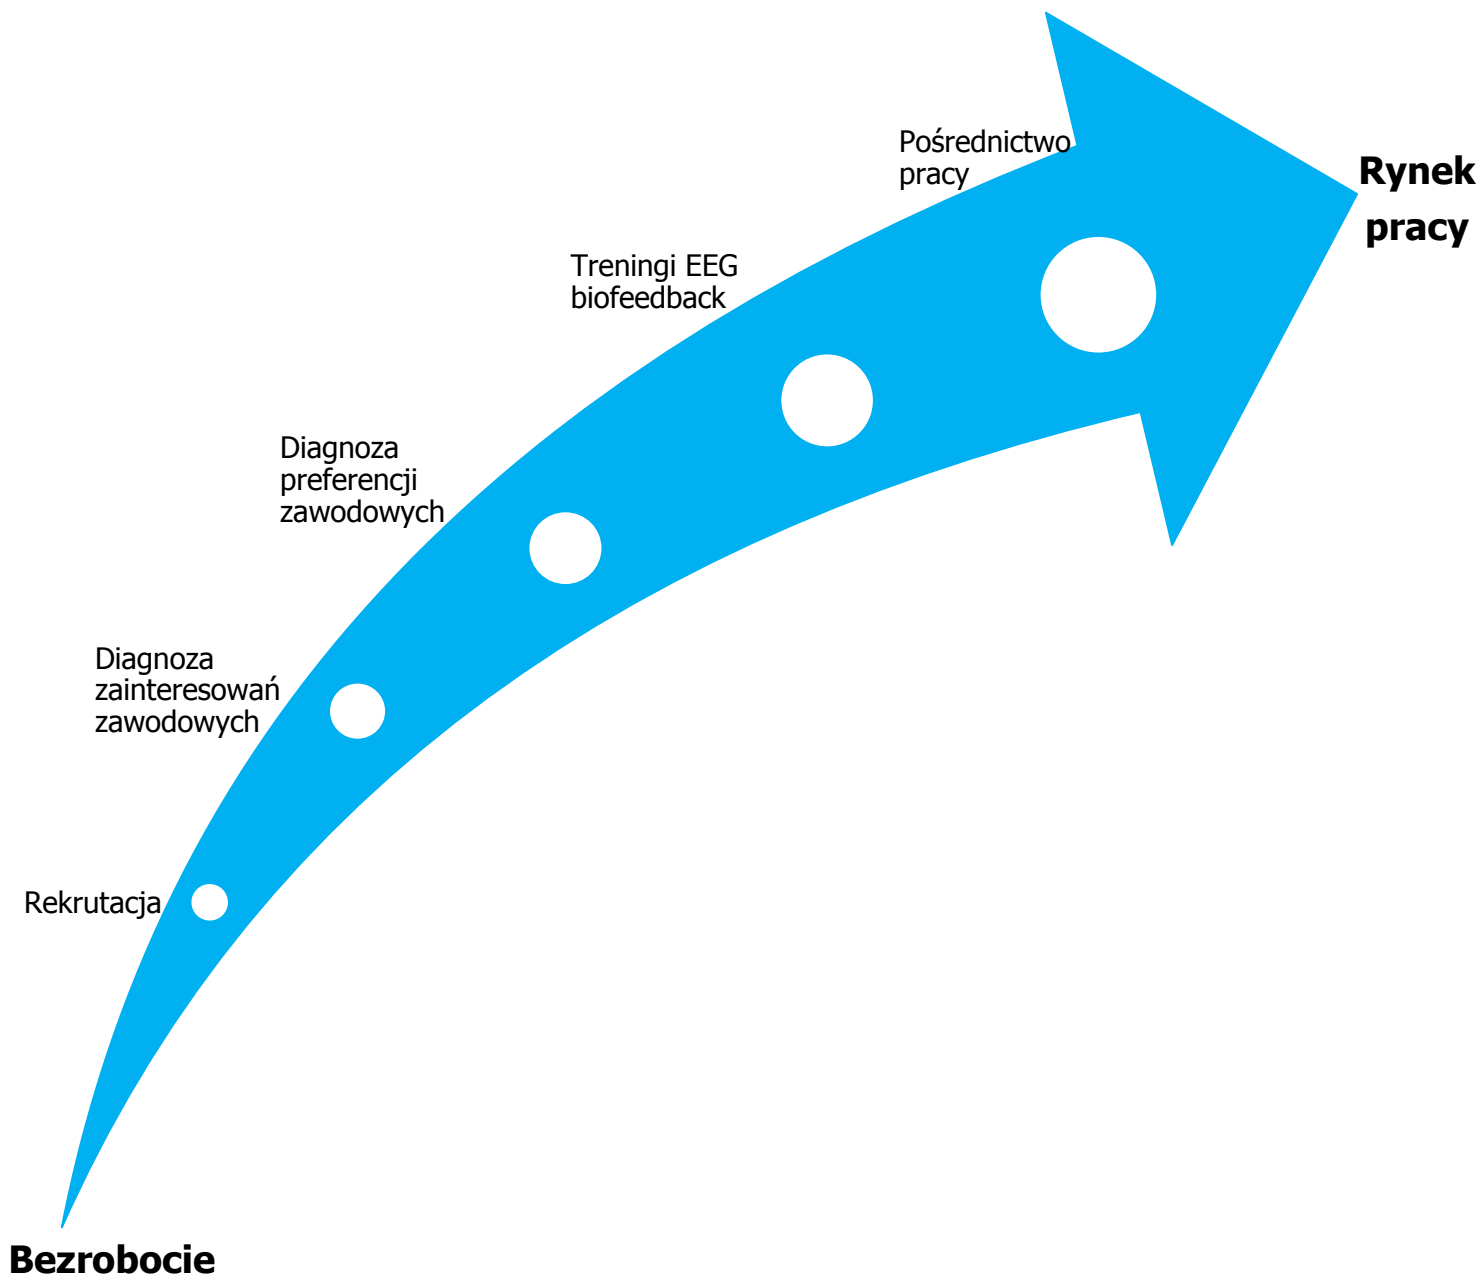 Pośrednictwo
pracy
Rynek
pracy
Treningi EEG
biofeedback
Diagnoza
preferencji
zawodowych
Diagnoza
zainteresowań
zawodowych
Rekrutacja
Bezrobocie